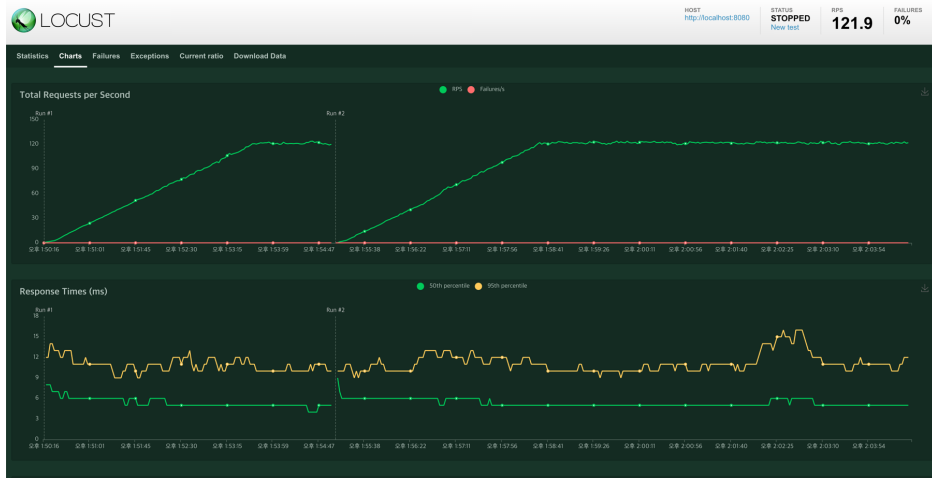 LOCUST
HOST
http://localhost:8080
STATUS
STOPPED
New test
RPS
121.9
FAILURES
0%
Statistics Charts Failures Exceptions Current ratio Download Data
Total Requests per Second
RPS Failures/s
Run #1 Run #2
150
120
90
60
30
0
오후 1:50:16 오후 1:51:01 오후 1:51:45 오후 1:52:30 오후 1:53:15 오후 1:53:59 오후 1:54:47 오후 1:55:38 오후 1:56:22 오후 1:57:11 오후 1:57:56 오후 1:58:41 오후 1:59:26 오후 2:00:11 오후 2:00:56 오후 2:01:40 오후 2:02:25 오후 2:03:10 오후 2:03:54
Response Times (ms)
50th percentile 95th percentile
Run #1 Run #2
18
15
12
9
6
3
0
오후 1:50:16 오후 1:51:01 오후 1:51:45 오후 1:52:30 오후 1:53:15 오후 1:53:59 오후 1:54:47 오후 1:55:38 오후 1:56:22 오후 1:57:11 오후 1:57:56 오후 1:58:41 오후 1:59:26 오후 2:00:11 오후 2:00:56 오후 2:01:40 오후 2:02:25 오후 2:03:10 오후 2:03:54